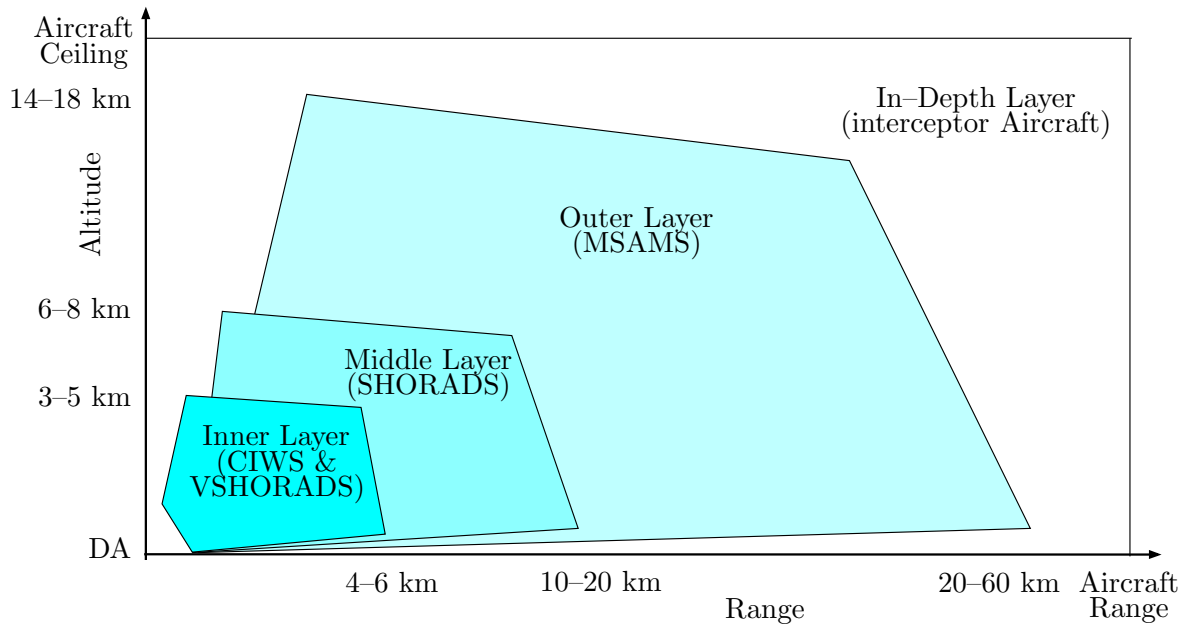 Aircraft
Ceiling
14–18 km
In–Depth Layer
(interceptor Aircraft)
Altitude
Outer Layer
(MSAMS)
6–8 km
Middle Layer
(SHORADS)
3–5 km
Inner Layer
(CIWS &
VSHORADS)
DA
4–6 km
10–20 km
20–60 km
Aircraft
Range
Range